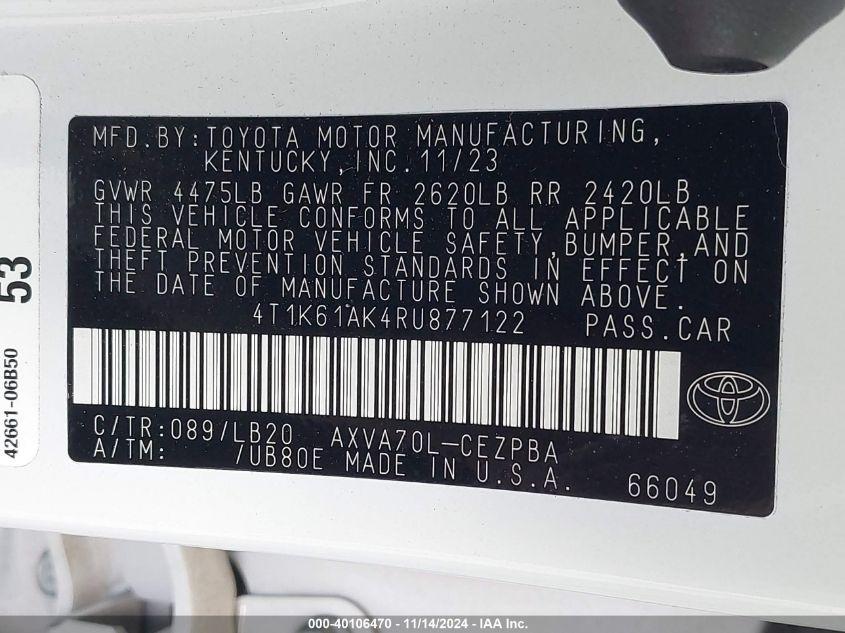 MFD.BY:TOYOTA MOTOR MANUFACTURING,
KENTUCKY,INC. 11/23
GVWR 4475LB GAWR FR 2620LB RR 2420LB
THIS VEHICLE CONFORMS TO ALL APPLICABLE
FEDERAL MOTOR VEHICLE SAFETY,BUMPER,AND
THEFT PREVENTION STANDARDS IN EFFECT ON
THE DATE OF MANUFACTURE SHOWN ABOVE.
4T1K61AK4RU877122 PASS.CAR
C/TR:089/LB20 AXVA70L-CEZPBA
A/TM: /UB80E MADE IN U.S.A.
66049
53
42661-06B50
000-40106470 - 11/14/2024 - IAA Inc.